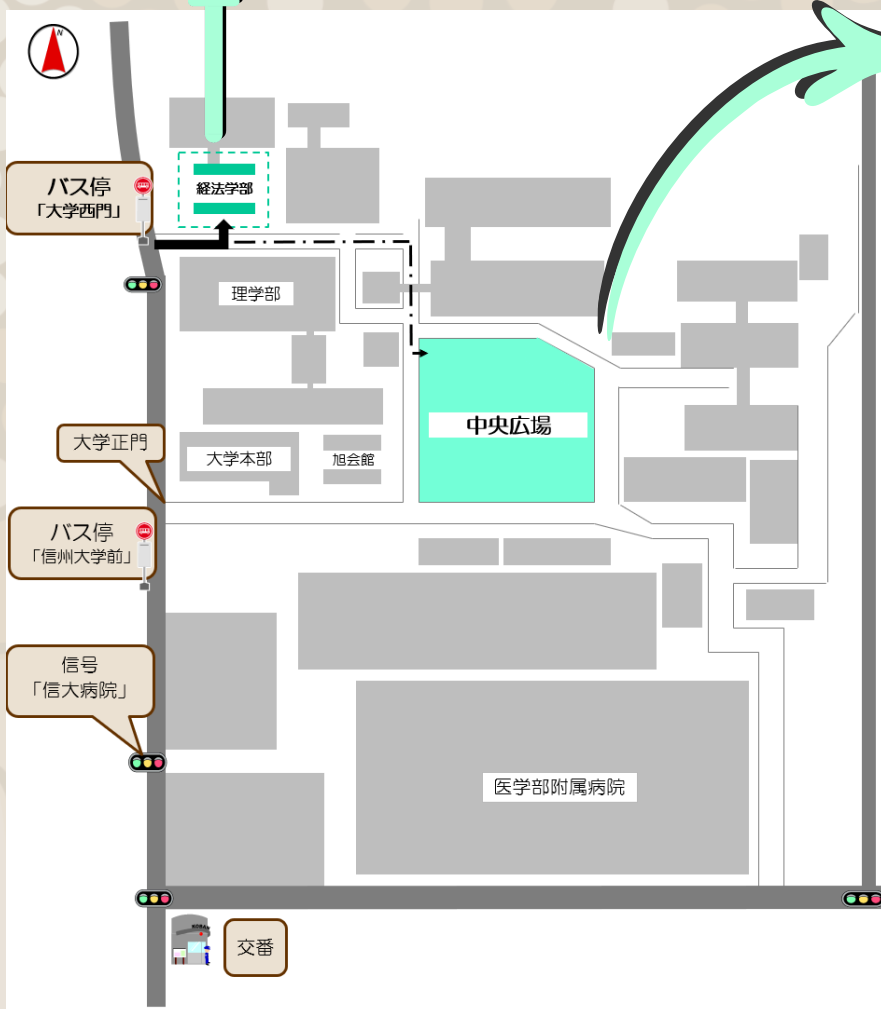 N
バス停
「大学西門」
経法学部
理学部
中央広場
大学正門
大学本部
旭会館
バス停
「信州大学前」
信号
「信大病院」
医学部附属病院
交番